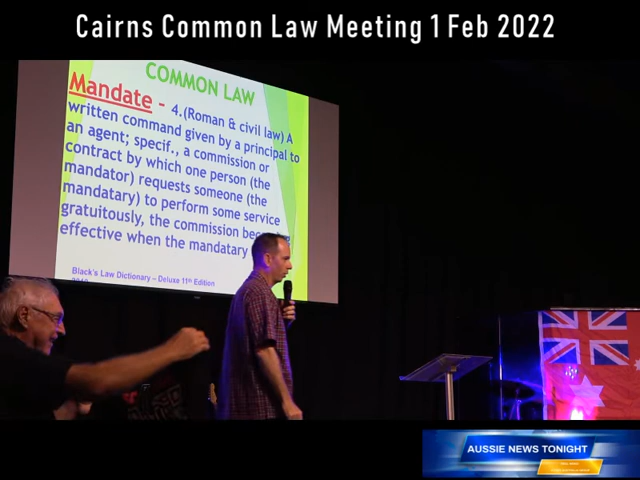 Cairns Common Law Meeting 1 Feb 2022
COMMON LAW
Mandate - 4.(Roman & civil law) A
written command given by a principal to
an agent; specif., a commission or
contract by which one person (the
mandator) requests someone (the
mandatary) to perform some service
gratuitously, the commission
effective when the mandatary
Black's Law Dictionary – Deluxe 11th Edition
AUSSIE NEWS TONIGHT